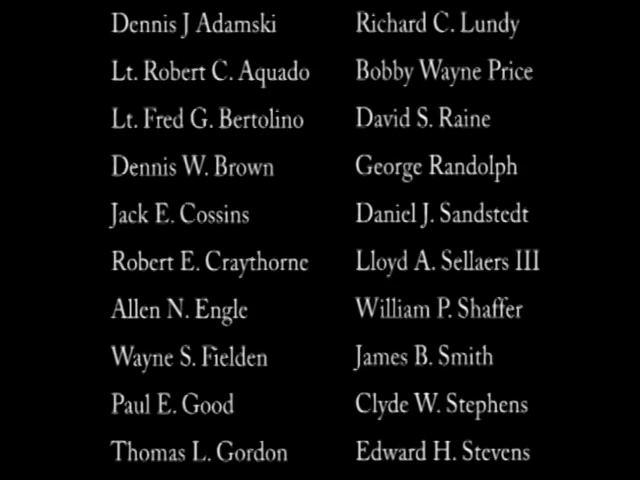 Dennis J Adamski
Lt. Robert C. Aquado
Lt. Fred G. Bertolino
Dennis W. Brown
Jack E. Cossins
Robert E. Craythorne
Allen N. Engle
Wayne S. Fielden
Paul E. Good
Thomas L. Gordon
Richard C. Lundy
Bobby Wayne Price
David S. Raine
George Randolph
Daniel J. Sandstedt
Lloyd A. Sellaers III
William P. Shaffer
James B. Smith
Clyde W. Stephens
Edward H. Stevens